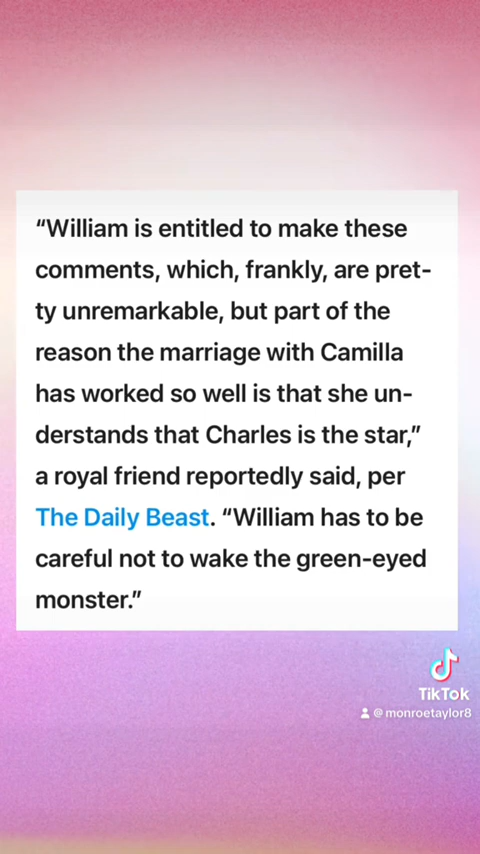 “William is entitled to make these
comments, which, frankly, are pret-
ty unremarkable, but part of the
reason the marriage with Camilla
has worked so well is that she un-
derstands that Charles is the star,”
a royal friend reportedly said, per
The Daily Beast. “William has to be
careful not to wake the green-eyed
monster.”
TikTok
@monroetaylor8